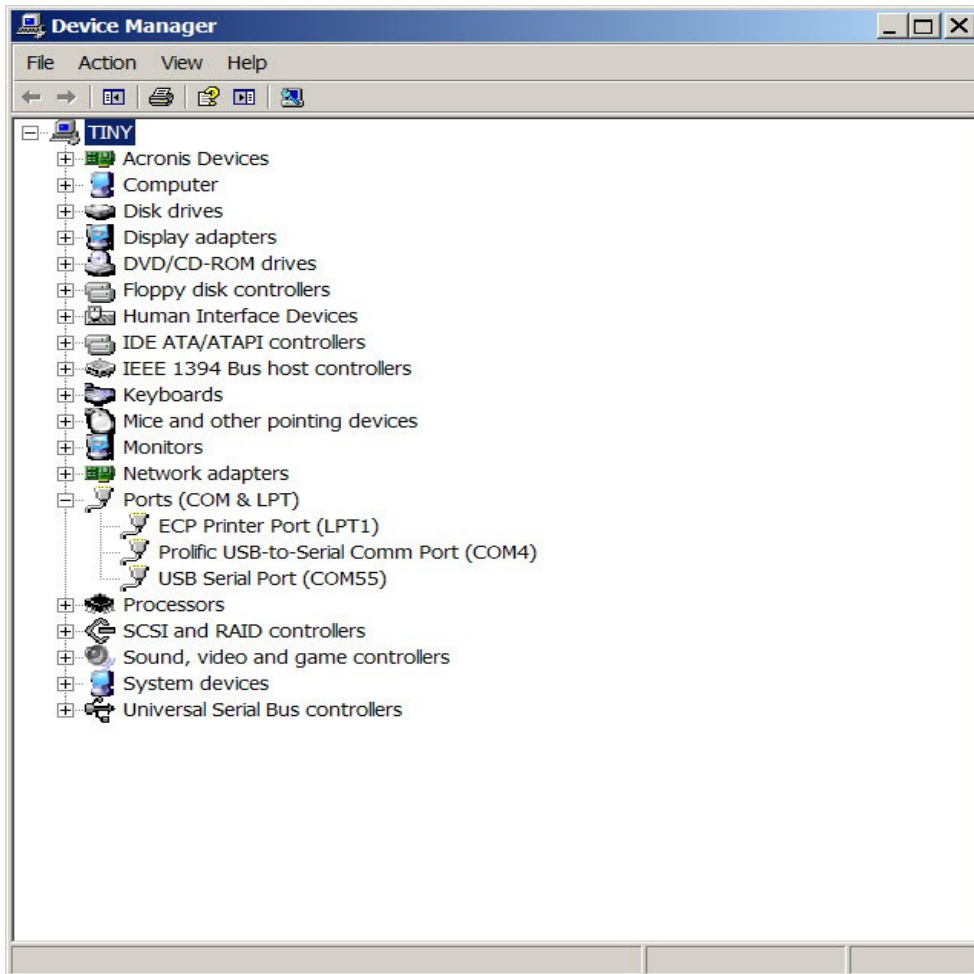 Device Manager
File Action View Help
TINY
Acronis Devices
Computer
Disk drives
Display adapters
DVD/CD-ROM drives
Floppy disk controllers
Human Interface Devices
IDE ATA/ATAPI controllers
IEEE 1394 Bus host controllers
Keyboards
Mice and other pointing devices
Monitors
Network adapters
Ports (COM & LPT)
ECP Printer Port (LPT1)
Prolific USB-to-Serial Comm Port (COM4)
USB Serial Port (COM55)
Processors
SCSI and RAID controllers
Sound, video and game controllers
System devices
Universal Serial Bus controllers